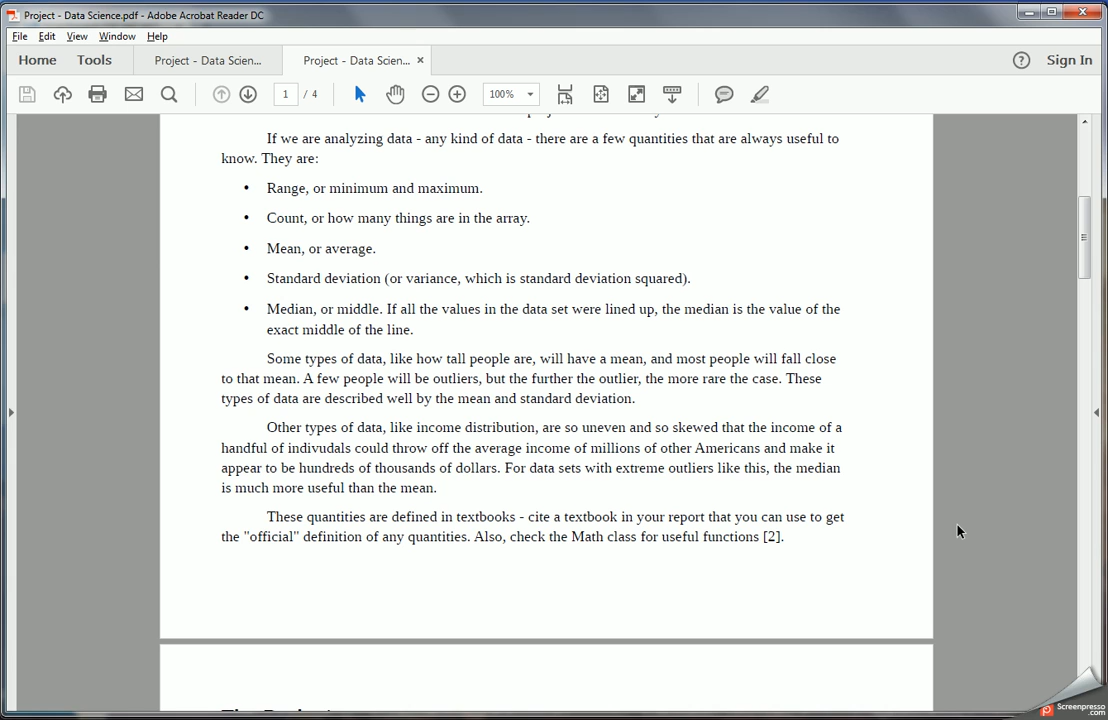 Project - Data Science.pdf - Adobe Acrobat Reader DC
File Edit View Window Help
Home Tools Project - Data Scien... Project - Data Scien... × Sign In
1 / 4 100%
If we are analyzing data - any kind of data - there are a few quantities that are always useful to
know. They are:
• Range, or minimum and maximum.
• Count, or how many things are in the array.
• Mean, or average.
• Standard deviation (or variance, which is standard deviation squared).
• Median, or middle. If all the values in the data set were lined up, the median is the value of the
exact middle of the line.
Some types of data, like how tall people are, will have a mean, and most people will fall close
to that mean. A few people will be outliers, but the further the outlier, the more rare the case. These
types of data are described well by the mean and standard deviation.
Other types of data, like income distribution, are so uneven and so skewed that the income of a
handful of indivudals could throw off the average income of millions of other Americans and make it
appear to be hundreds of thousands of dollars. For data sets with extreme outliers like this, the median
is much more useful than the mean.
These quantities are defined in textbooks - cite a textbook in your report that you can use to get
the "official" definition of any quantities. Also, check the Math class for useful functions [2].
Screenpresso
.com